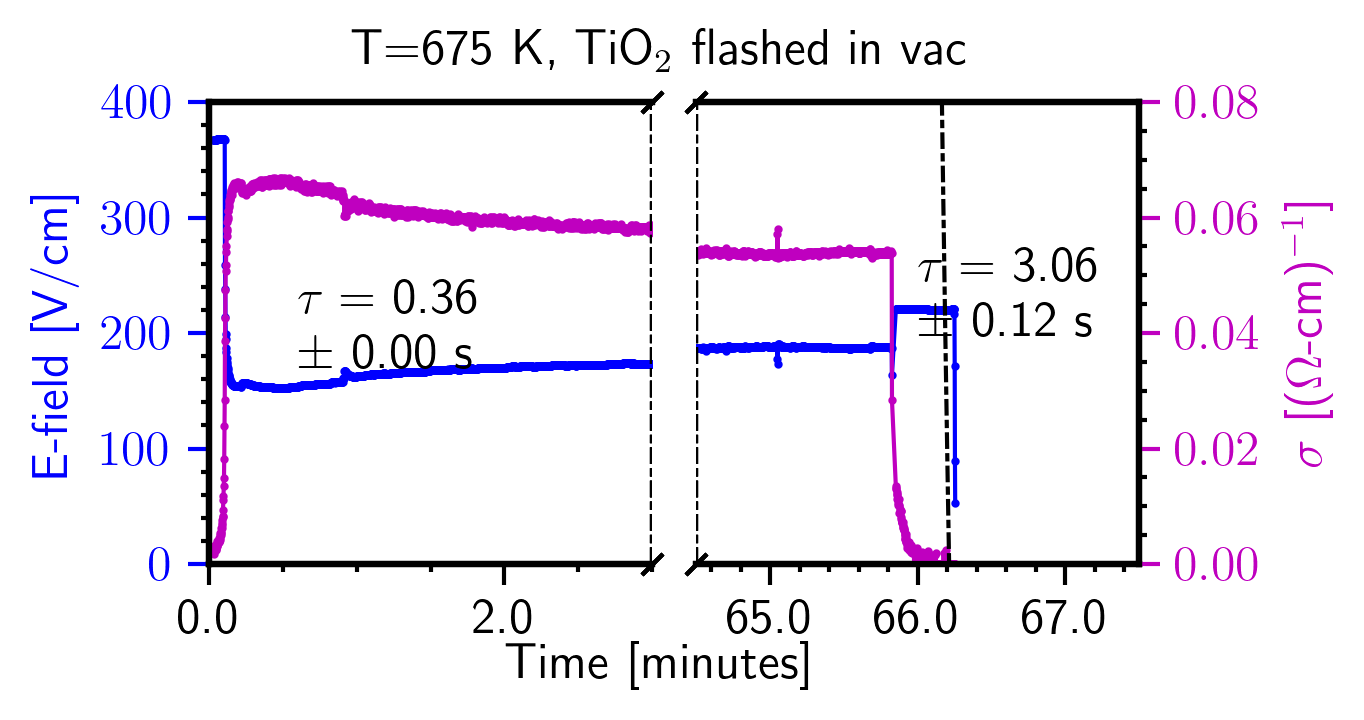 T=675 K, TiO₂ flashed in vac
400
300
200
100
0
E-field [V/cm]
τ = 0.36
± 0.00 s
τ = 3.06
± 0.12 s
0.08
0.06
0.04
0.02
0.00
σ [(Ω-cm)⁻¹]
0.0 2.0 65.0 66.0 67.0
Time [minutes]